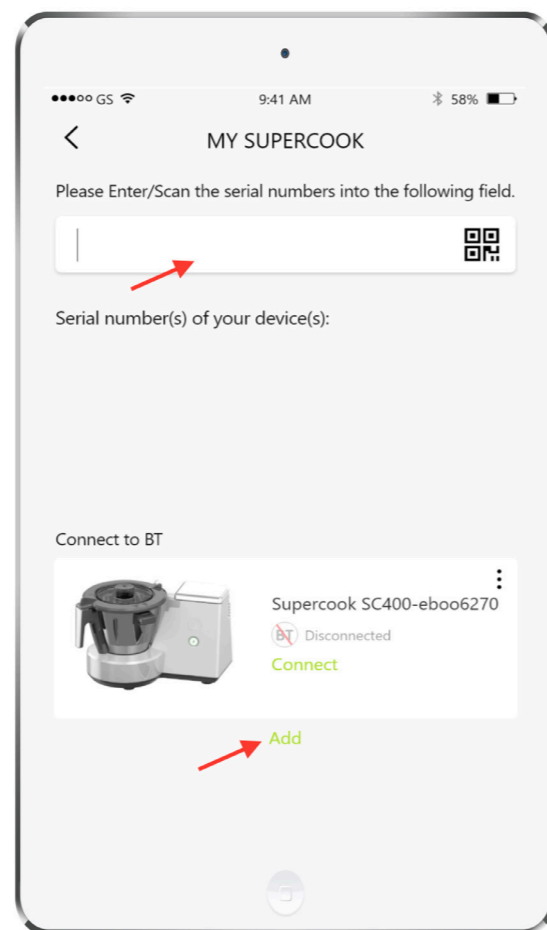 GS 9:41 AM 58%
MY SUPERCOOK
Please Enter/Scan the serial numbers into the following field.
Serial number(s) of your device(s):
Connect to BT
Supercook SC400-eboo6270
BT Disconnected
Connect
Add